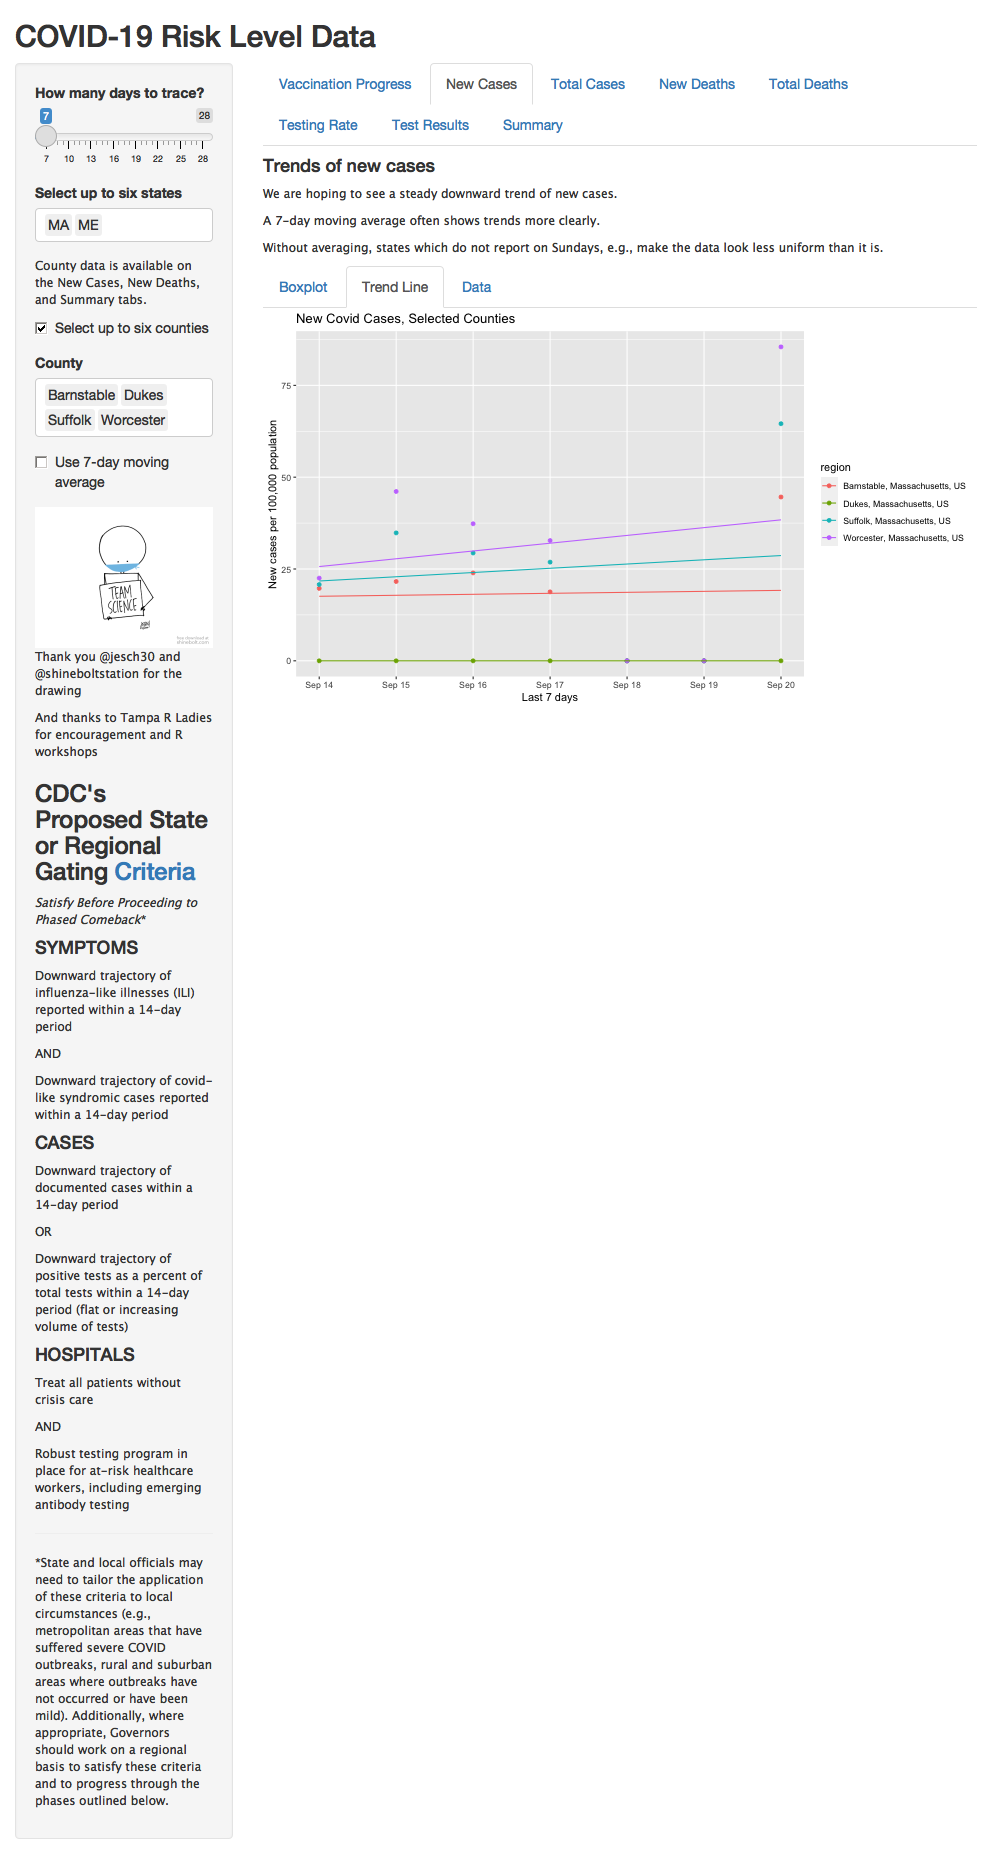 COVID-19 Risk Level Data
How many days to trace?
7
28
7 10 13 16 19 22 25 28
Select up to six states
MA ME
County data is available on
the New Cases, New Deaths,
and Summary tabs.
Select up to six counties
County
Barnstable Dukes
Suffolk Worcester
Use 7-day moving
average
TEAM
SCIENCE
Thank you @jesch30 and
@shineboltstation for the
drawing
And thanks to Tampa R Ladies
for encouragement and R
workshops
CDC's
Proposed State
or Regional
Gating Criteria
Satisfy Before Proceeding to
Phased Comeback*
SYMPTOMS
Downward trajectory of
influenza-like illnesses (ILI)
reported within a 14-day
period
AND
Downward trajectory of covid-
like syndromic cases reported
within a 14-day period
CASES
Downward trajectory of
documented cases within a
14-day period
OR
Downward trajectory of
positive tests as a percent of
total tests within a 14-day
period (flat or increasing
volume of tests)
HOSPITALS
Treat all patients without
crisis care
AND
Robust testing program in
place for at-risk healthcare
workers, including emerging
antibody testing
*State and local officials may
need to tailor the application
of these criteria to local
circumstances (e.g.,
metropolitan areas that have
suffered severe COVID
outbreaks, rural and suburban
areas where outbreaks have
not occurred or have been
mild). Additionally, where
appropriate, Governors
should work on a regional
basis to satisfy these criteria
and to progress through the
phases outlined below.
Vaccination Progress New Cases Total Cases New Deaths Total Deaths
Testing Rate Test Results Summary
Trends of new cases
We are hoping to see a steady downward trend of new cases.
A 7-day moving average often shows trends more clearly.
Without averaging, states which do not report on Sundays, e.g., make the data look less uniform than it is.
Boxplot Trend Line Data
New Covid Cases, Selected Counties
New cases per 100,000 population
75
50
25
0
Sep 14 Sep 15 Sep 16 Sep 17 Sep 18 Sep 19 Sep 20
Last 7 days
region
Barnstable, Massachusetts, US
Dukes, Massachusetts, US
Suffolk, Massachusetts, US
Worcester, Massachusetts, US